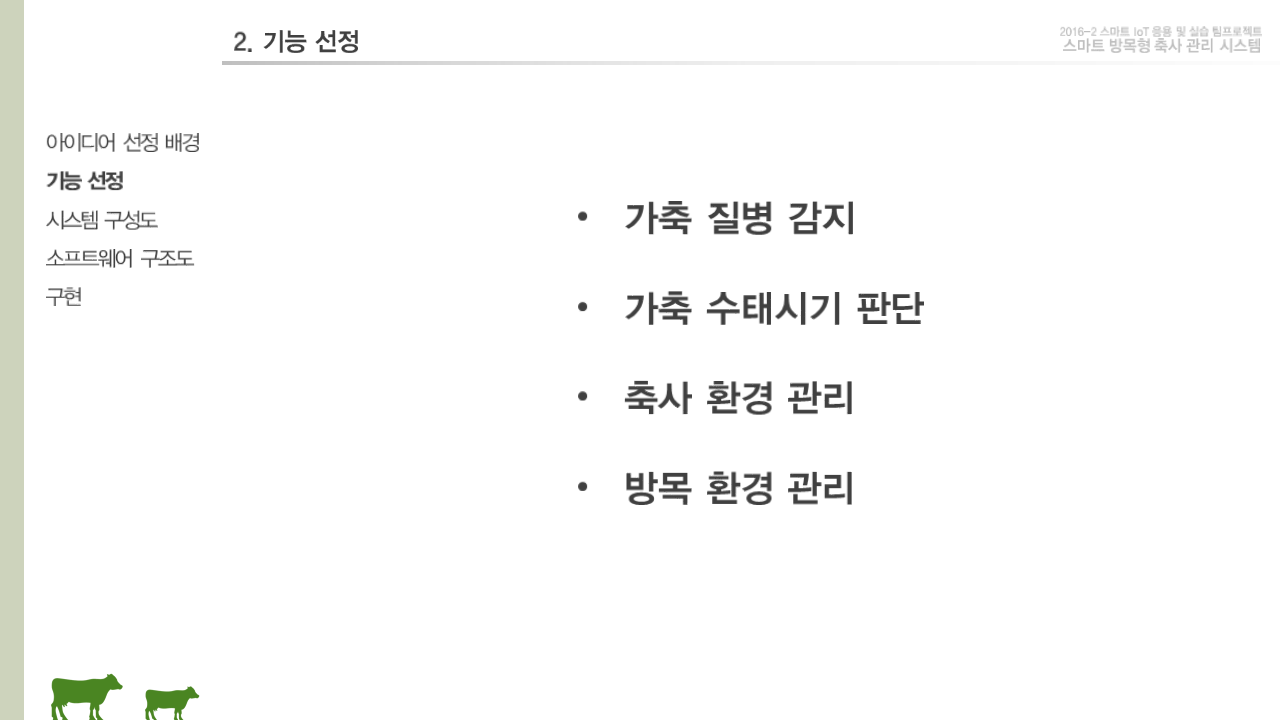 2. 기능 선정
2016-2 스마트 IoT 응용 및 실습 팀프로젝트
스마트 방목형 축사 관리 시스템
아이디어 선정 배경
기능 선정
시스템 구성도
소프트웨어 구조도
구현
• 가축 질병 감지
• 가축 수태시기 판단
• 축사 환경 관리
• 방목 환경 관리